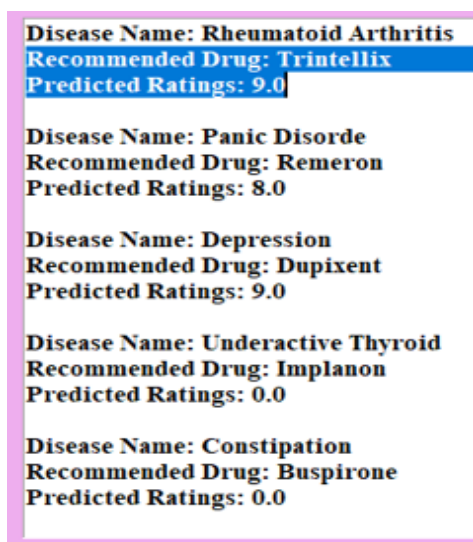 Disease Name: Rheumatoid Arthritis
Recommended Drug: Trintellix
Predicted Ratings: 9.0
Disease Name: Panic Disorde
Recommended Drug: Remeron
Predicted Ratings: 8.0
Disease Name: Depression
Recommended Drug: Dupixent
Predicted Ratings: 9.0
Disease Name: Underactive Thyroid
Recommended Drug: Implanon
Predicted Ratings: 0.0
Disease Name: Constipation
Recommended Drug: Buspirone
Predicted Ratings: 0.0